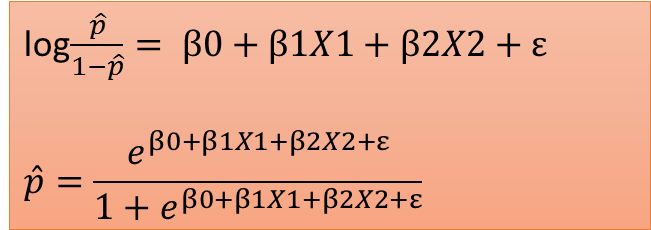 log p̂/1−p̂ = β0 + β1X1 + β2X2 + ε
p̂ = e^β0+β1X1+β2X2+ε / 1 + e^β0+β1X1+β2X2+ε